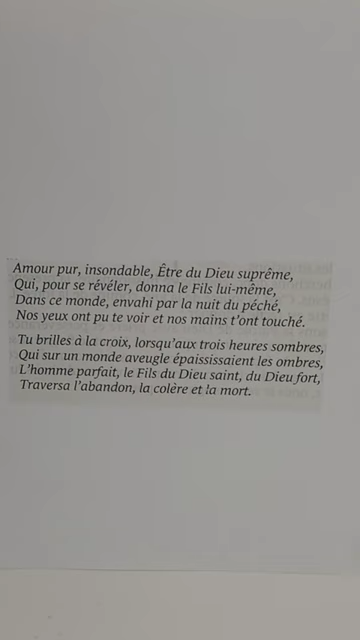 Amour pur, insondable, Être du Dieu suprême,
Qui, pour se révéler, donna le Fils lui-même,
Dans ce monde, envahi par la nuit du péché,
Nos yeux ont pu te voir et nos mains t'ont touché.
Tu brilles à la croix, lorsqu'aux trois heures sombres,
Qui sur un monde aveugle épaississaient les ombres,
L'homme parfait, le Fils du Dieu saint, du Dieu fort,
Traversa l'abandon, la colère et la mort.